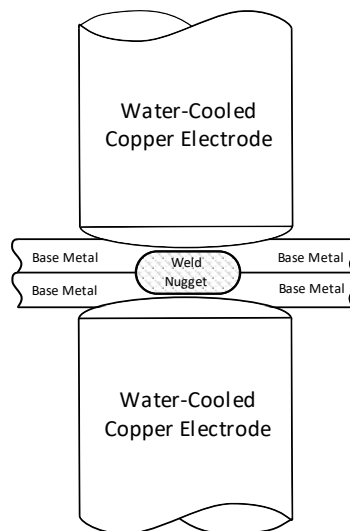 Water-Cooled
Copper Electrode
Base Metal
Weld
Nugget
Base Metal
Base Metal
Base Metal
Water-Cooled
Copper Electrode